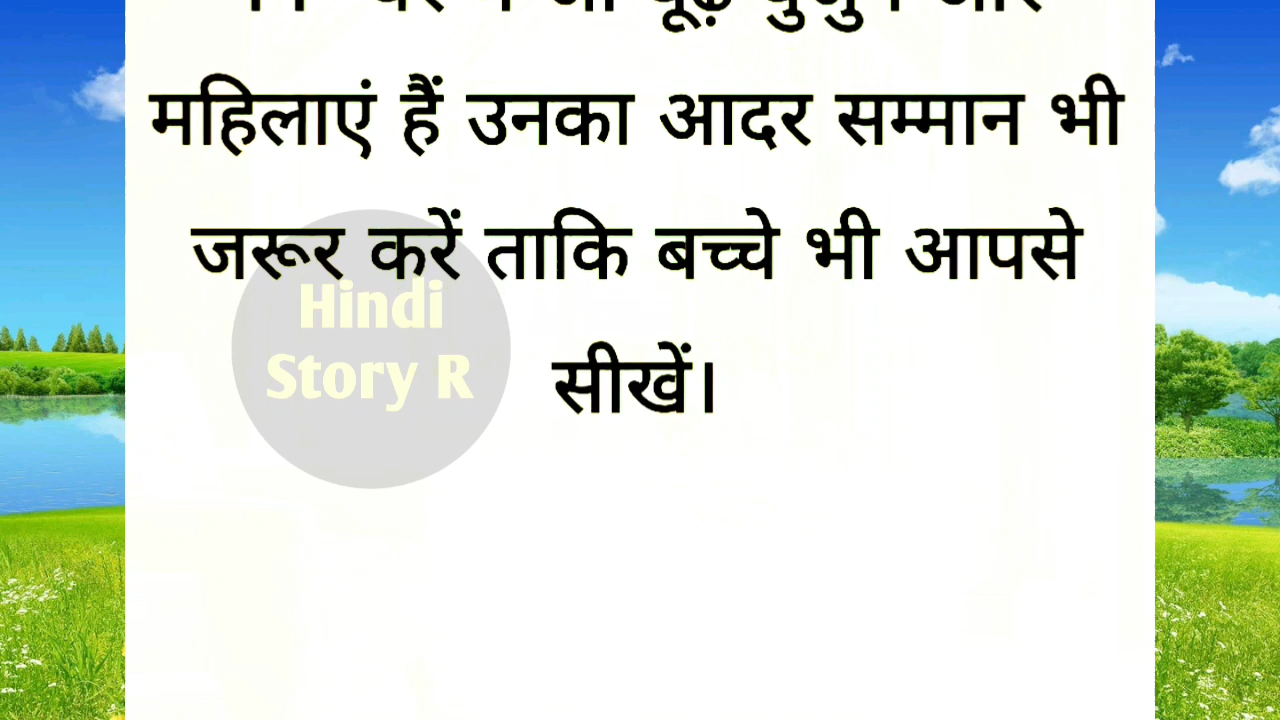 महिलाएं हैं उनका आदर सम्मान भी
जरूर करें ताकि बच्चे भी आपसे
सीखें।
Hindi
Story R